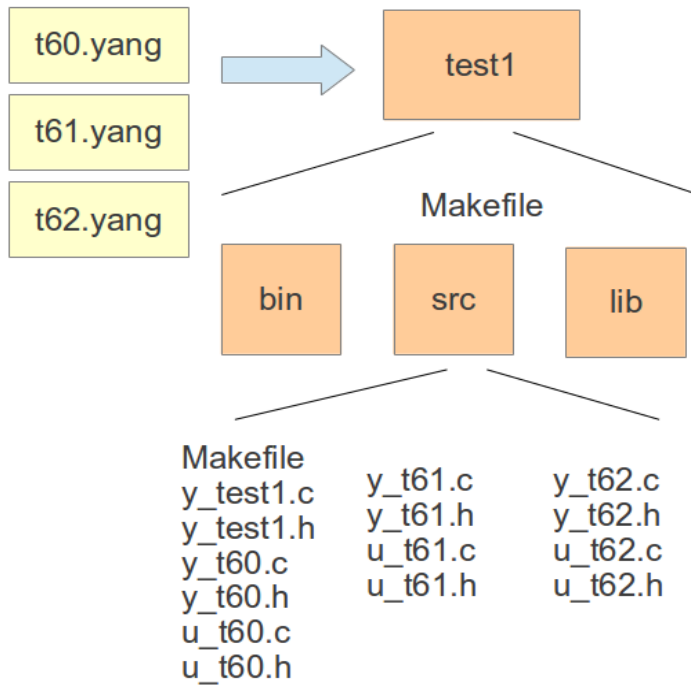 t60.yang
t61.yang
t62.yang
test1
Makefile
bin
src
lib
Makefile
y_test1.c
y_test1.h
y_t60.c
y_t60.h
u_t60.c
u_t60.h
y_t61.c
y_t61.h
u_t61.c
u_t61.h
y_t62.c
y_t62.h
u_t62.c
u_t62.h